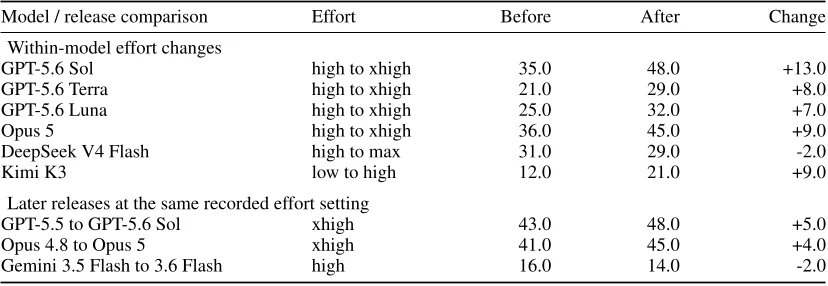 Model / release comparison Effort Before After Change
Within-model effort changes
GPT-5.6 Sol high to xhigh 35.0 48.0 +13.0
GPT-5.6 Terra high to xhigh 21.0 29.0 +8.0
GPT-5.6 Luna high to xhigh 25.0 32.0 +7.0
Opus 5 high to xhigh 36.0 45.0 +9.0
DeepSeek V4 Flash high to max 31.0 29.0 -2.0
Kimi K3 low to high 12.0 21.0 +9.0
Later releases at the same recorded effort setting
GPT-5.5 to GPT-5.6 Sol xhigh 43.0 48.0 +5.0
Opus 4.8 to Opus 5 xhigh 41.0 45.0 +4.0
Gemini 3.5 Flash to 3.6 Flash high 16.0 14.0 -2.0